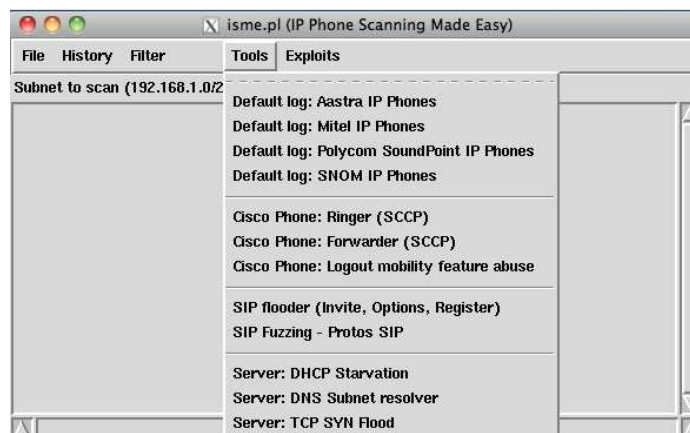 isme.pl (IP Phone Scanning Made Easy)
File History Filter Tools Exploits
Subnet to scan (192.168.1.0/2
Default log: Aastra IP Phones
Default log: Mitel IP Phones
Default log: Polycom SoundPoint IP Phones
Default log: SNOM IP Phones
Cisco Phone: Ringer (SCCP)
Cisco Phone: Forwarder (SCCP)
Cisco Phone: Logout mobility feature abuse
SIP flooder (Invite, Options, Register)
SIP Fuzzing - Protos SIP
Server: DHCP Starvation
Server: DNS Subnet resolver
Server: TCP SYN Flood